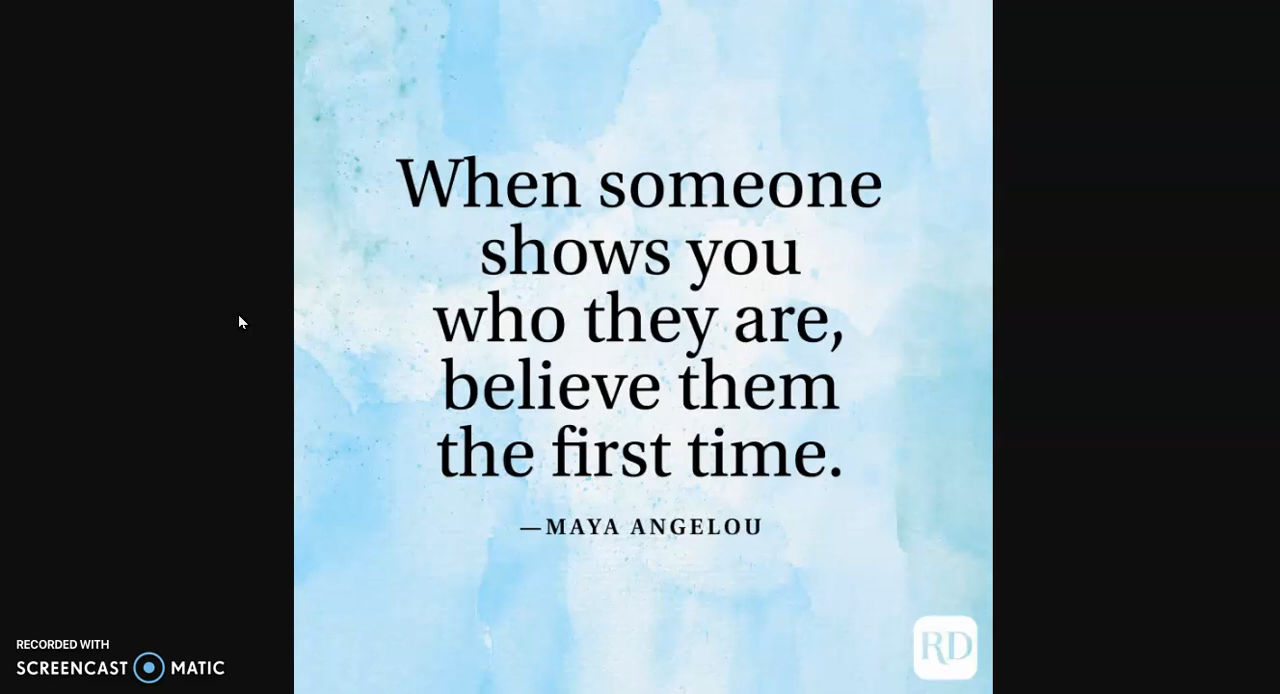 When someone
shows you
who they are,
believe them
the first time.
—MAYA ANGELOU
RD
RECORDED WITH
SCREENCAST MATIC